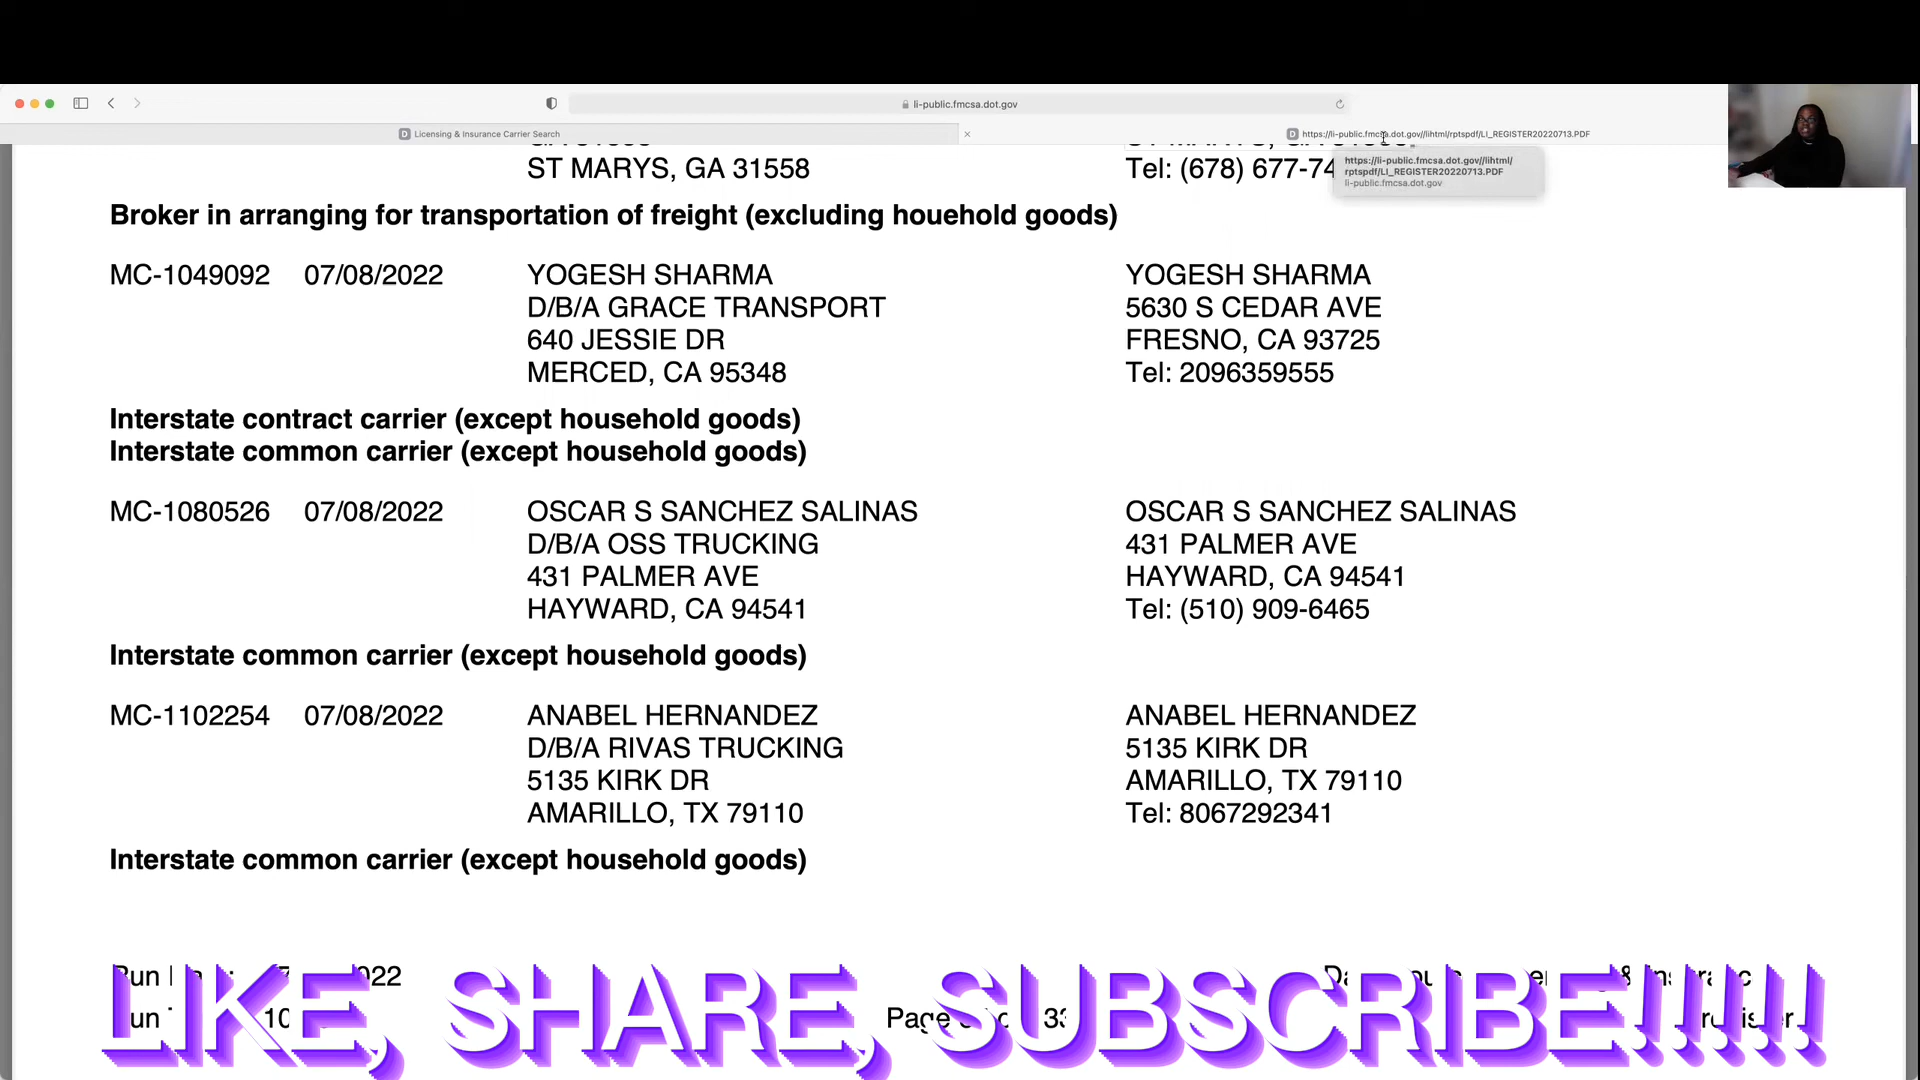 li-public.fmcsa.dot.gov
Licensing & Insurance Carrier Search
https://li-public.fmcsa.dot.gov//lihtml/rptspdf/LI_REGISTER20220713.PDF
https://li-public.fmcsa.dot.gov//lihtml/
rptspdf/LI_REGISTER20220713.PDF
li-public.fmcsa.dot.gov
ST MARYS, GA 31558
Tel: (678) 677-74
Broker in arranging for transportation of freight (excluding houehold goods)
MC-1049092 07/08/2022 YOGESH SHARMA YOGESH SHARMA
D/B/A GRACE TRANSPORT 5630 S CEDAR AVE
640 JESSIE DR FRESNO, CA 93725
MERCED, CA 95348 Tel: 2096359555
Interstate contract carrier (except household goods)
Interstate common carrier (except household goods)
MC-1080526 07/08/2022 OSCAR S SANCHEZ SALINAS OSCAR S SANCHEZ SALINAS
D/B/A OSS TRUCKING 431 PALMER AVE
431 PALMER AVE HAYWARD, CA 94541
HAYWARD, CA 94541 Tel: (510) 909-6465
Interstate common carrier (except household goods)
MC-1102254 07/08/2022 ANABEL HERNANDEZ ANABEL HERNANDEZ
D/B/A RIVAS TRUCKING 5135 KIRK DR
5135 KIRK DR AMARILLO, TX 79110
AMARILLO, TX 79110 Tel: 8067292341
Interstate common carrier (except household goods)
Page
LIKE, SHARE, SUBSCRIBE!!!!!